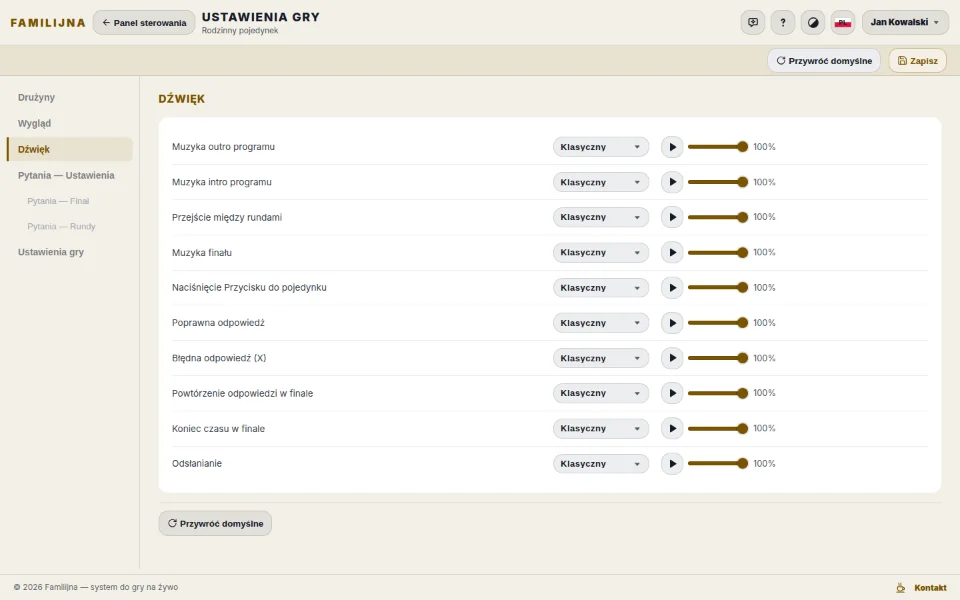 FAMILIJNA
← Panel sterowania
USTAWIENIA GRY
Rodzinny pojedynek
?
PL
Jan Kowalski
Przywróć domyślne
Zapisz
Drużyny
Wygląd
Dźwięk
Pytania — Ustawienia
Pytania — Finał
Pytania — Rundy
Ustawienia gry
DŹWIĘK
Muzyka outro programu Klasyczny 100%
Muzyka intro programu Klasyczny 100%
Przejście między rundami Klasyczny 100%
Muzyka finału Klasyczny 100%
Naciśnięcie Przycisku do pojedynku Klasyczny 100%
Poprawna odpowiedź Klasyczny 100%
Błędna odpowiedź (X) Klasyczny 100%
Powtórzenie odpowiedzi w finale Klasyczny 100%
Koniec czasu w finale Klasyczny 100%
Odsłanianie Klasyczny 100%
Przywróć domyślne
© 2026 Familijna — system do gry na żywo
Kontakt